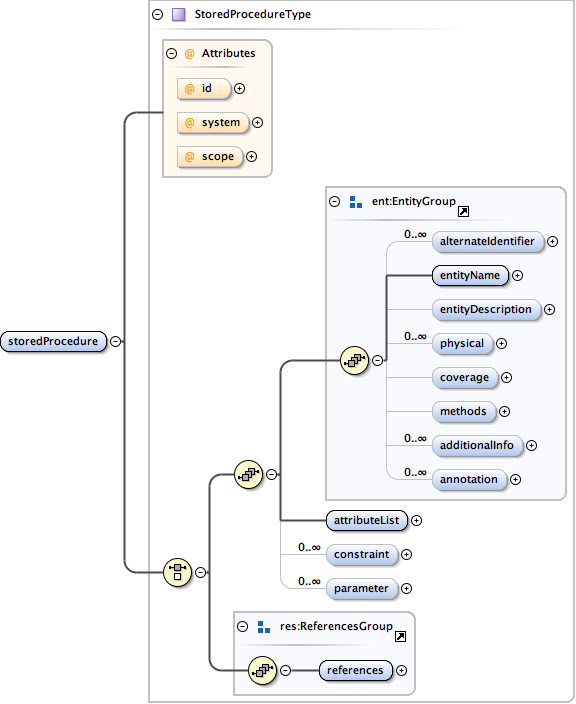 StoredProcedureType
@ Attributes
@ id
@ system
@ scope
ent:EntityGroup
0..∞
alternateIdentifier
entityName
entityDescription
0..∞
physical
coverage
methods
0..∞
additionalInfo
0..∞
annotation
storedProcedure
attributeList
0..∞
constraint
0..∞
parameter
res:ReferencesGroup
references